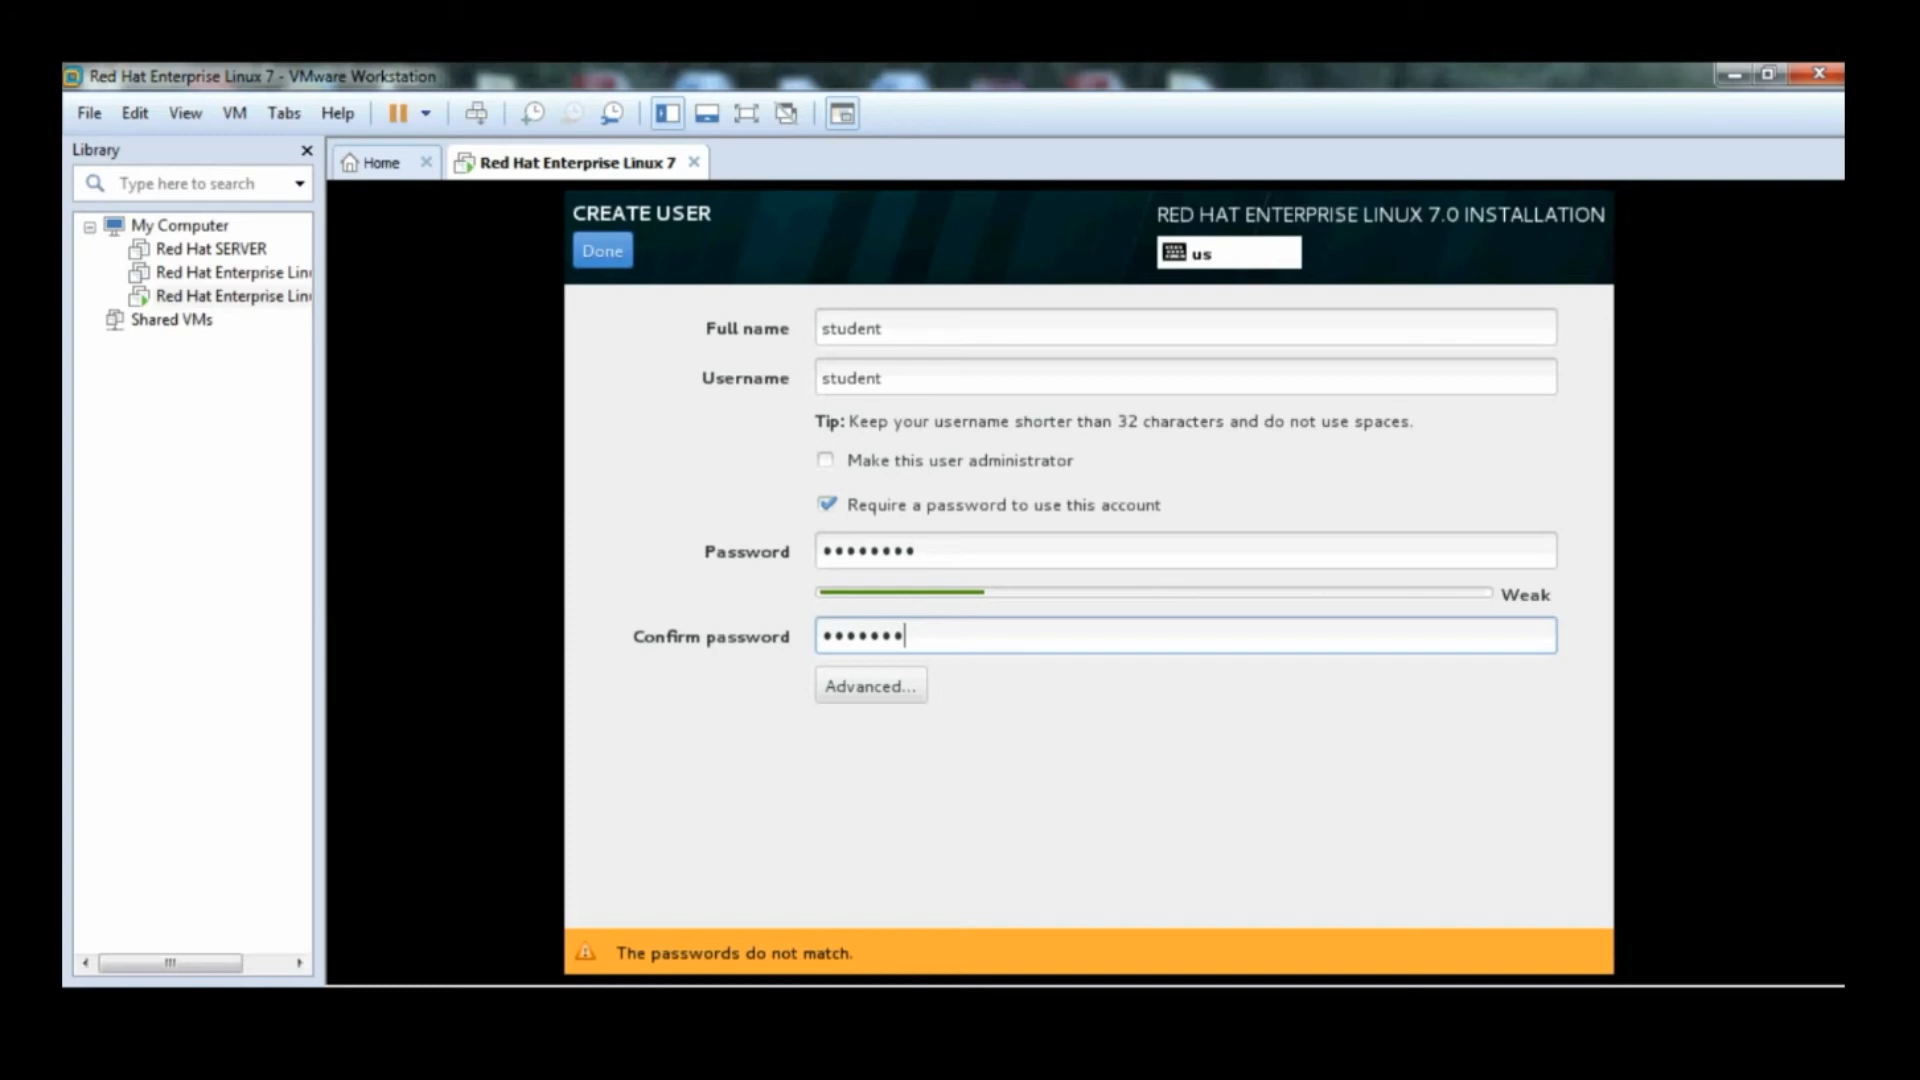 Red Hat Enterprise Linux 7 - VMware Workstation
File Edit View VM Tabs Help
Library
Type here to search
My Computer
Red Hat SERVER
Red Hat Enterprise Lin
Red Hat Enterprise Lin
Shared VMs
Home
Red Hat Enterprise Linux 7
CREATE USER
Done
RED HAT ENTERPRISE LINUX 7.0 INSTALLATION
us
Full name student
Username student
Tip: Keep your username shorter than 32 characters and do not use spaces.
Make this user administrator
Require a password to use this account
Password ••••••••
Weak
Confirm password •••••••
Advanced...
The passwords do not match.